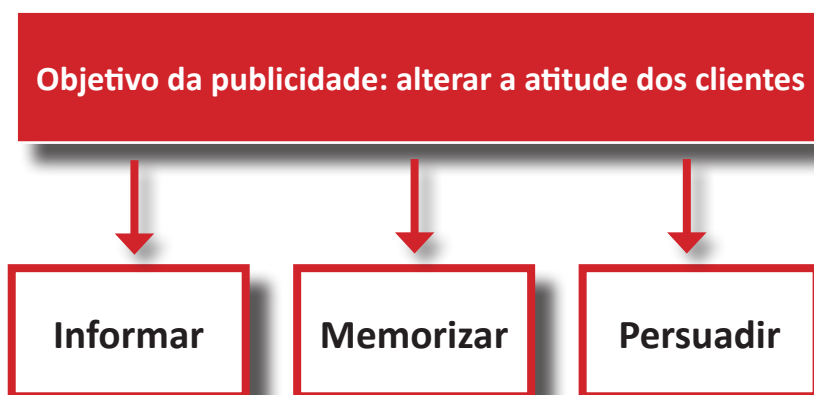 Objetivo da publicidade: alterar a atitude dos clientes
Informar
Memorizar
Persuadir